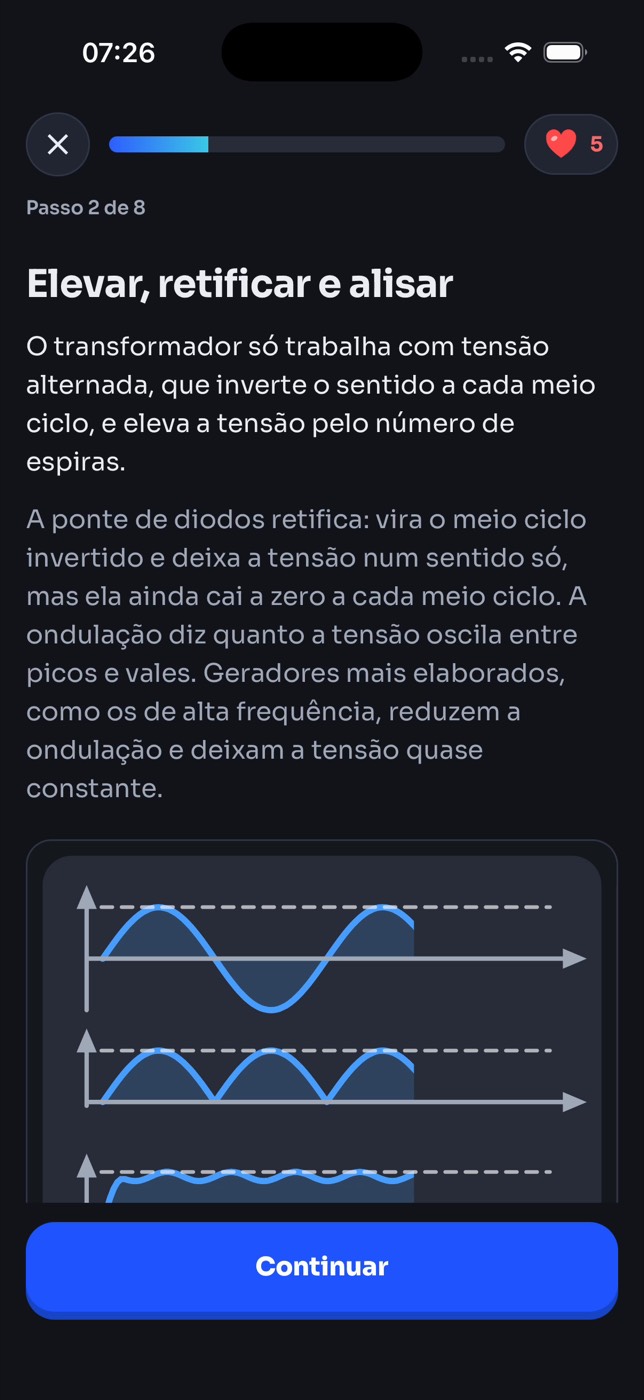 07:26
5
Passo 2 de 8
Elevar, retificar e alisar
O transformador só trabalha com tensão
alternada, que inverte o sentido a cada meio
ciclo, e eleva a tensão pelo número de
espiras.
A ponte de diodos retifica: vira o meio ciclo
invertido e deixa a tensão num sentido só,
mas ela ainda cai a zero a cada meio ciclo. A
ondulação diz quanto a tensão oscila entre
picos e vales. Geradores mais elaborados,
como os de alta frequência, reduzem a
ondulação e deixam a tensão quase
constante.
Continuar